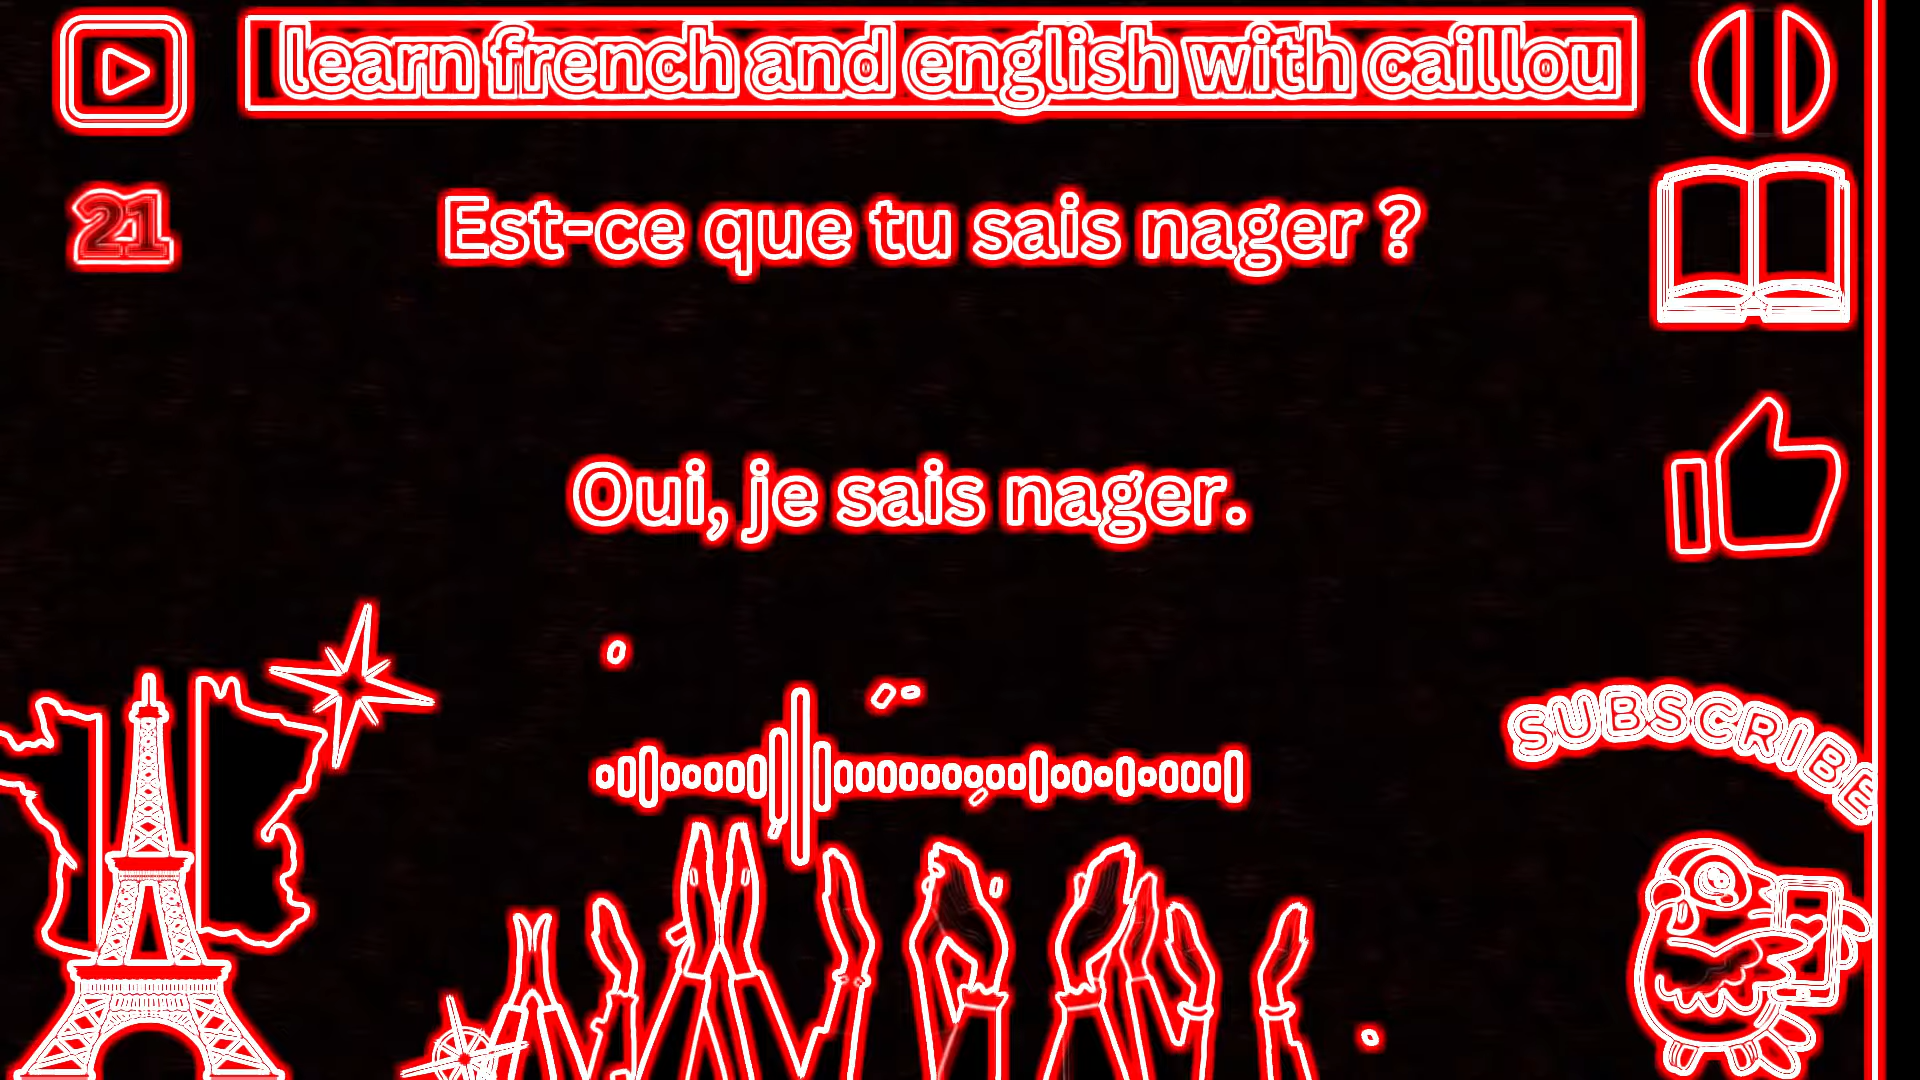 learn french and english with caillou
21
Est-ce que tu sais nager ?
Oui, je sais nager.
SUBSCRIBE